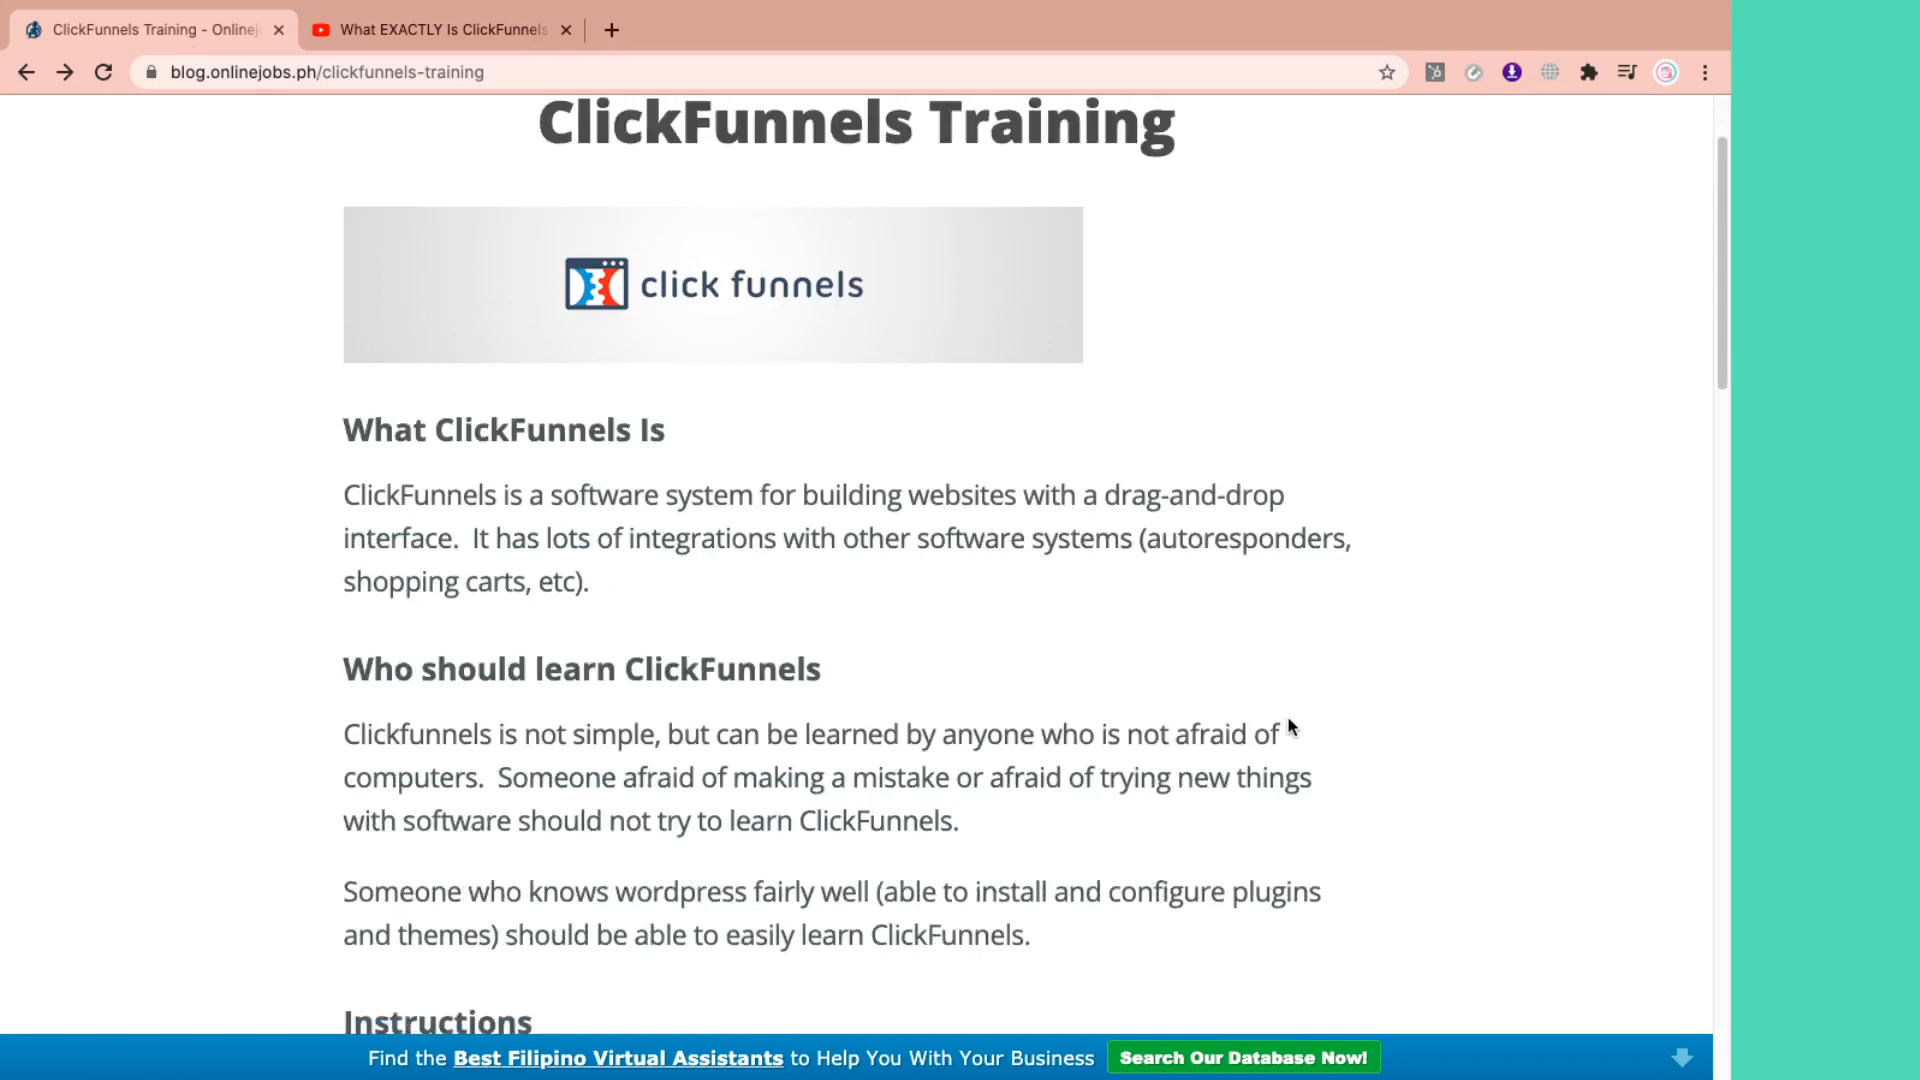 ClickFunnels Training - Onlinej
What EXACTLY Is ClickFunnels
blog.onlinejobs.ph/clickfunnels-training
ClickFunnels Training
click funnels
What ClickFunnels Is
ClickFunnels is a software system for building websites with a drag-and-drop
interface.  It has lots of integrations with other software systems (autoresponders,
shopping carts, etc).
Who should learn ClickFunnels
Clickfunnels is not simple, but can be learned by anyone who is not afraid of
computers.  Someone afraid of making a mistake or afraid of trying new things
with software should not try to learn ClickFunnels.
Someone who knows wordpress fairly well (able to install and configure plugins
and themes) should be able to easily learn ClickFunnels.
Instructions
Find the Best Filipino Virtual Assistants to Help You With Your Business Search Our Database Now!